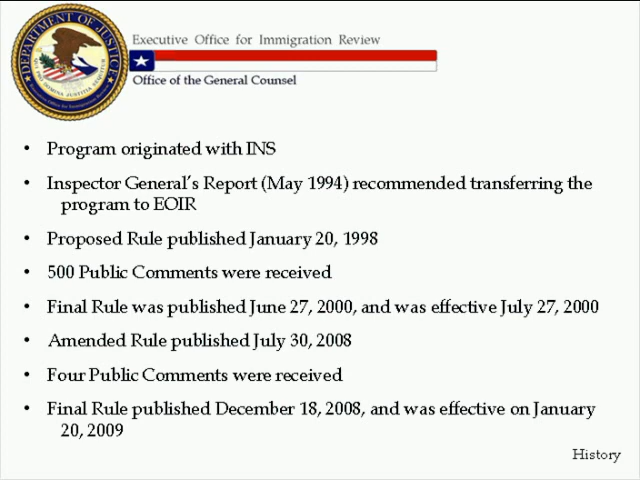 DEPARTMENT OF JUSTICE
Executive Office for Immigration Review
Office of the General Counsel
• Program originated with INS
• Inspector General's Report (May 1994) recommended transferring the
program to EOIR
• Proposed Rule published January 20, 1998
• 500 Public Comments were received
• Final Rule was published June 27, 2000, and was effective July 27, 2000
• Amended Rule published July 30, 2008
• Four Public Comments were received
• Final Rule published December 18, 2008, and was effective on January
20, 2009
History